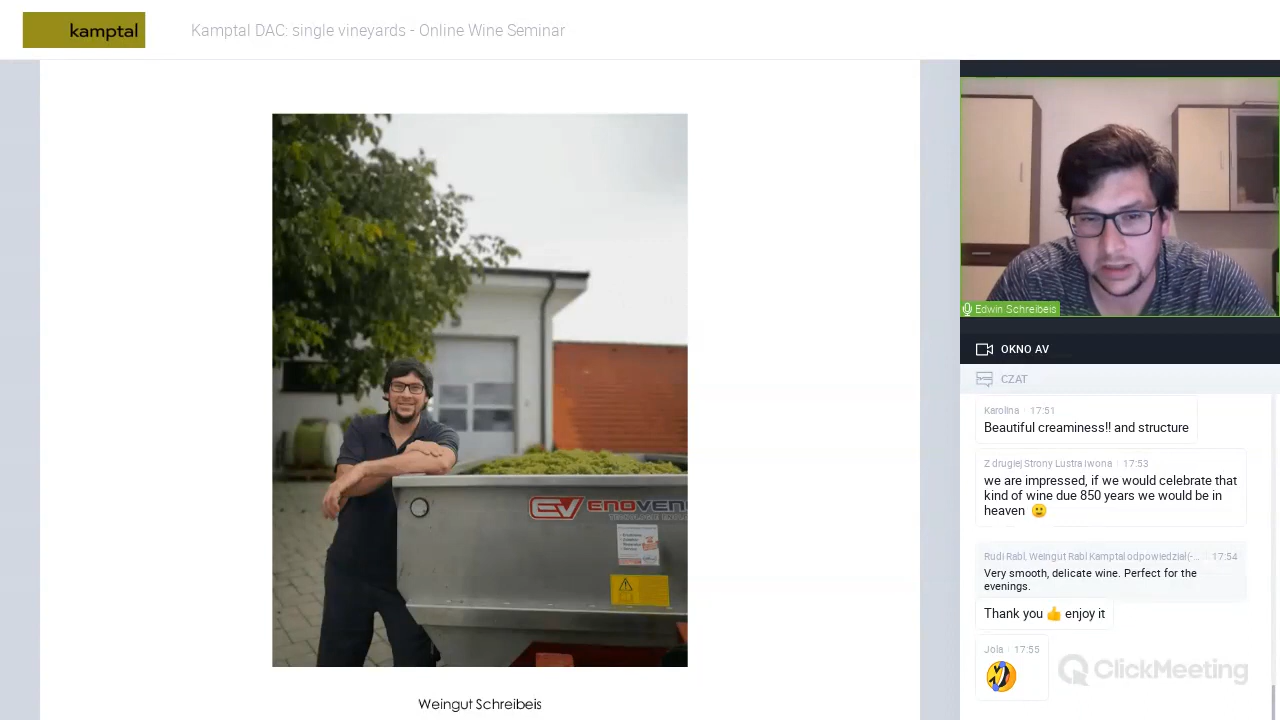 kamptal
Kamptal DAC: single vineyards - Online Wine Seminar
EV ENOVEN
Weingut Schreibeis
Edwin Schreibeis
OKNO AV
CZAT
Karolina 17:51
Beautiful creaminess!! and structure
Z drugiej Strony Lustra Iwona 17:53
we are impressed, if we would celebrate that
kind of wine due 850 years we would be in
heaven 🙂
Rudi Rabl, Weingut Rabl Kamptal odpowiedział(-... 17:54
Very smooth, delicate wine. Perfect for the
evenings.
Thank you 👍 enjoy it
Jola 17:55
🤣
ClickMeeting